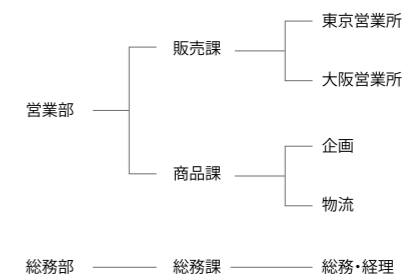 東京営業所
販売課
大阪営業所
営業部
企画
商品課
物流
総務部 総務課 総務・経理